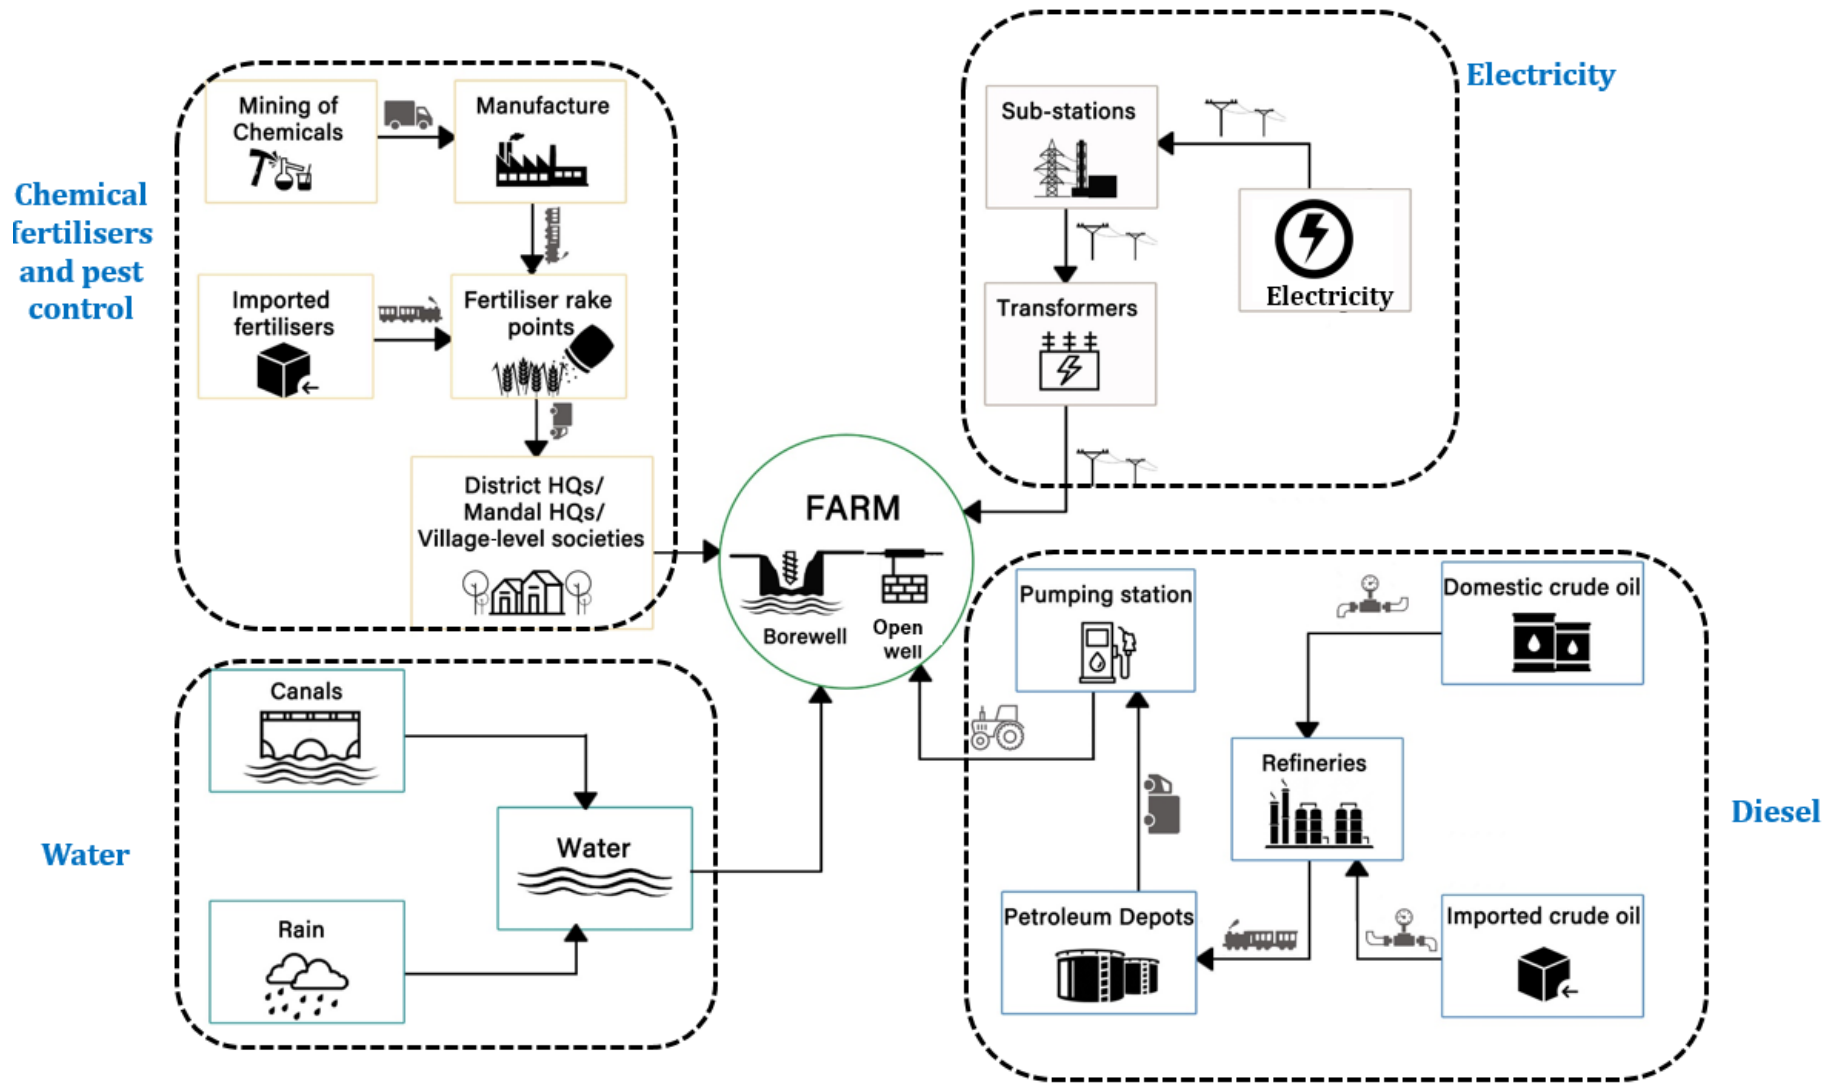 Chemical
fertilisers
and pest
control
Mining of
Chemicals
Manufacture
Imported
fertilisers
Fertiliser rake
points
District HQs/
Mandal HQs/
Village-level societies
Electricity
Sub-stations
Electricity
Transformers
FARM
Borewell
Open
well
Water
Canals
Water
Rain
Diesel
Pumping station
Domestic crude oil
Refineries
Petroleum Depots
Imported crude oil